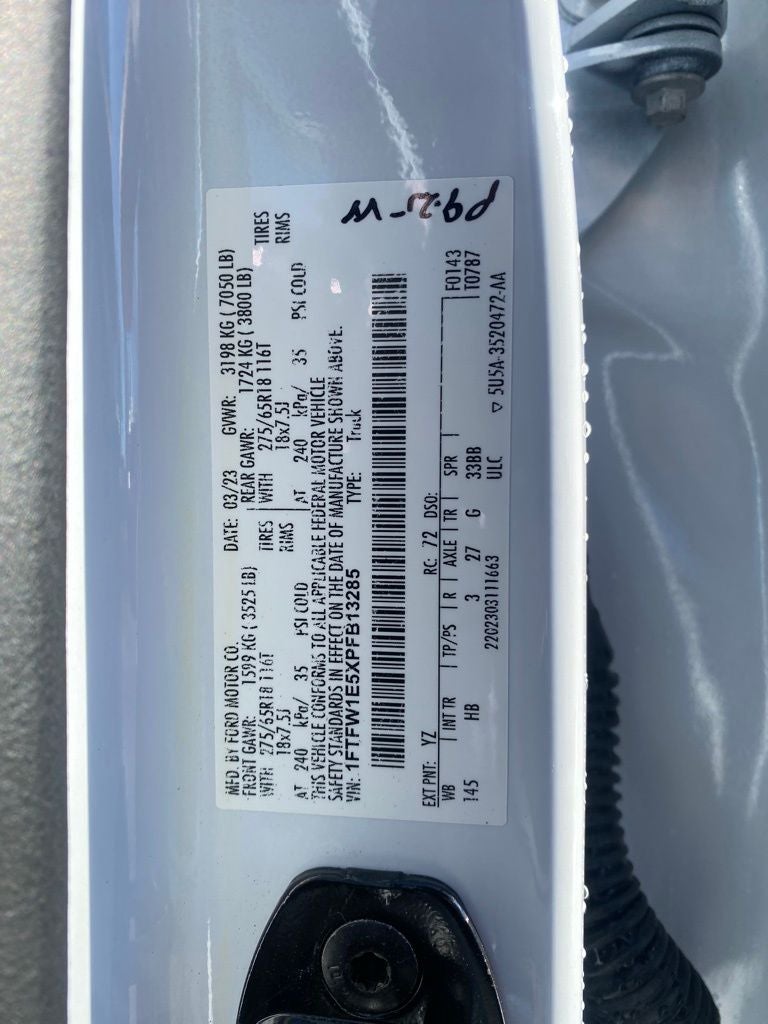 MFD. BY FORD MOTOR CO.
DATE: 03/23 GVWR: 3198 KG ( 7050 LB)
FRONT GAWR: 1599 KG ( 3525 LB) REAR GAWR: 1724 KG ( 3800 LB)
WITH 275/65R18 116T TIRES WITH 275/65R18 116T TIRES
18x7.5J RIMS 18x7.5J RIMS
AT 240 kPa/ 35 PSI COLD AT 240 kPa/ 35 PSI COLD
THIS VEHICLE CONFORMS TO ALL APPLICABLE FEDERAL MOTOR VEHICLE
SAFETY STANDARDS IN EFFECT ON THE DATE OF MANUFACTURE SHOWN ABOVE.
VIN: 1FTFW1E5XPFB13285 TYPE: Truck
EXT PNT: YZ RC: 72 DSO: F0143
WB INT TR TP/PS R AXLE TR SPR T0787
145 HB 3 27 G 33BB
2202303111663 ULC
5U5A-3520472-AA